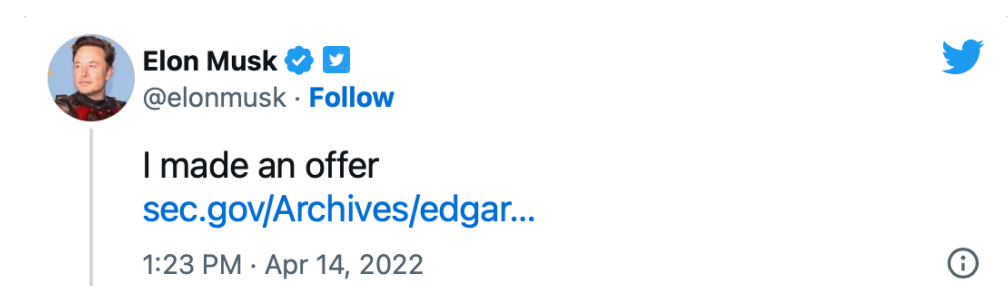 Elon Musk
@elonmusk · Follow
I made an offer
sec.gov/Archives/edgar...
1:23 PM · Apr 14, 2022